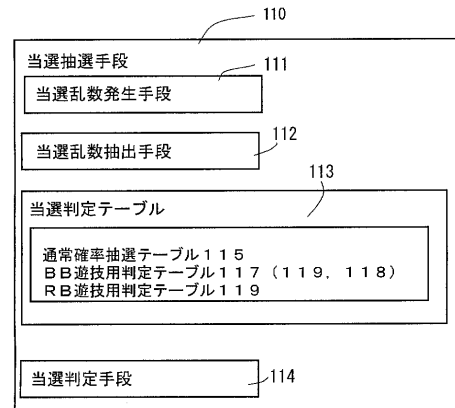 110
当選抽選手段
111
当選乱数発生手段
112
当選乱数抽出手段
113
当選判定テーブル
通常確率抽選テーブル１１５
ＢＢ遊技用判定テーブル１１７（１１９，１１８）
ＲＢ遊技用判定テーブル１１９
当選判定手段
114